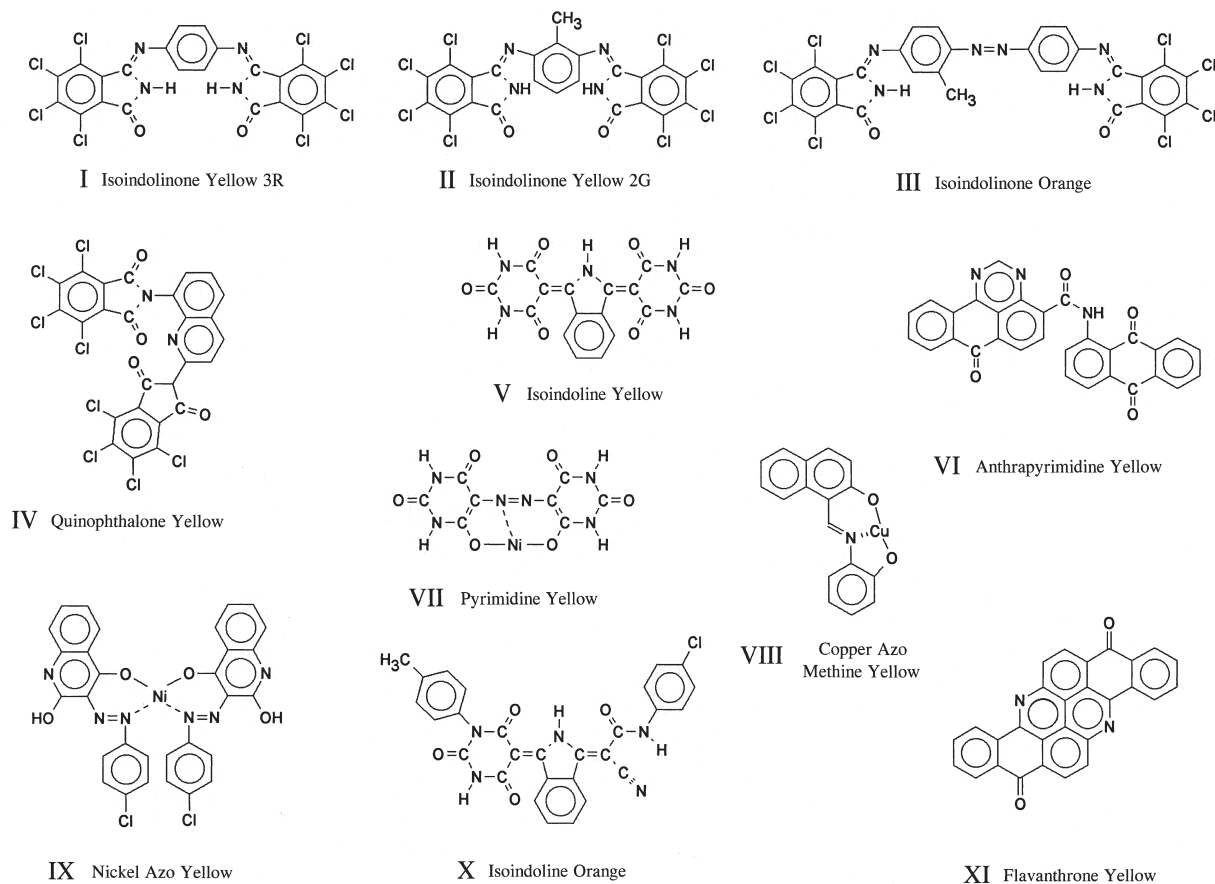 I Isoindolinone Yellow 3R
II Isoindolinone Yellow 2G
III Isoindolinone Orange
IV Quinophthalone Yellow
V Isoindoline Yellow
VI Anthrapyrimidine Yellow
VII Pyrimidine Yellow
VIII Copper Azo
Methine Yellow
IX Nickel Azo Yellow
X Isoindoline Orange
XI Flavanthrone Yellow